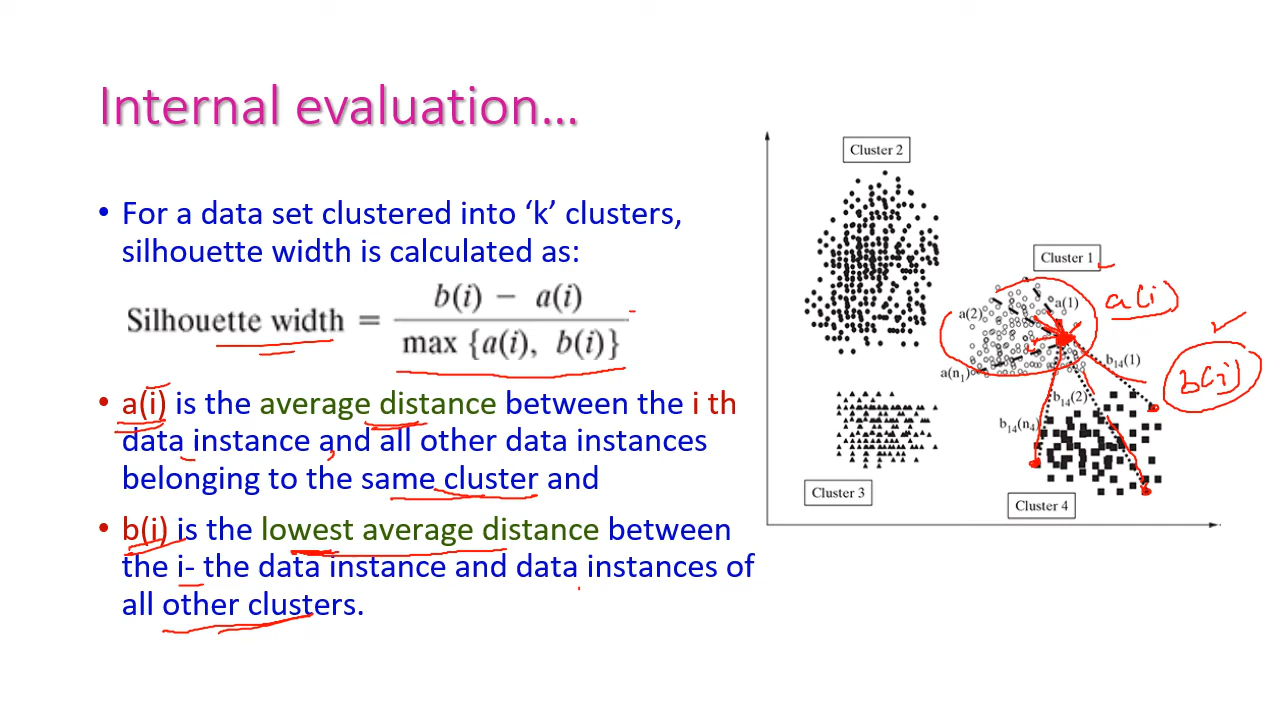 Internal evaluation...
• For a data set clustered into ‘k’ clusters,
silhouette width is calculated as:
Silhouette width = b(i) − a(i) / max {a(i), b(i)}
• a(i) is the average distance between the i th
data instance and all other data instances
belonging to the same cluster and
• b(i) is the lowest average distance between
the i- the data instance and data instances of
all other clusters.
Cluster 2
Cluster 1
a(i)
a(1)
a(2)
b14(1)
a(n1)
b(i)
b14(2)
b14(n4)
Cluster 3
Cluster 4